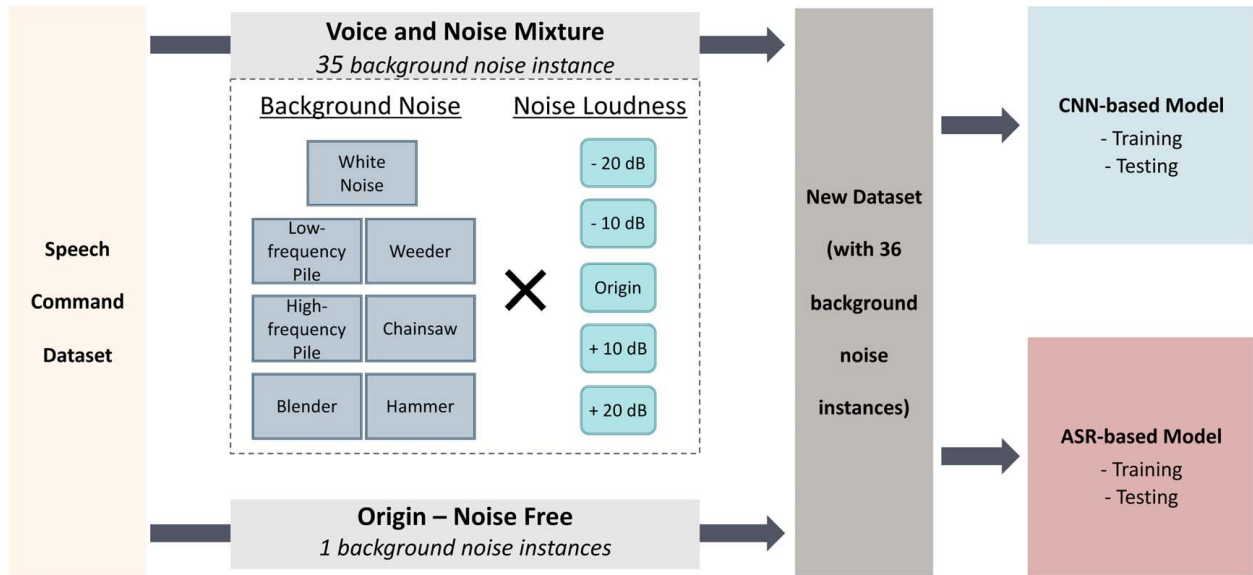 Speech
Command
Dataset
Voice and Noise Mixture
35 background noise instance
Background Noise
White
Noise
Low-
frequency
Pile
Weeder
High-
frequency
Pile
Chainsaw
Blender
Hammer
×
Noise Loudness
- 20 dB
- 10 dB
Origin
+ 10 dB
+ 20 dB
Origin – Noise Free
1 background noise instances
New Dataset
(with 36
background
noise
instances)
CNN-based Model
- Training
- Testing
ASR-based Model
- Training
- Testing